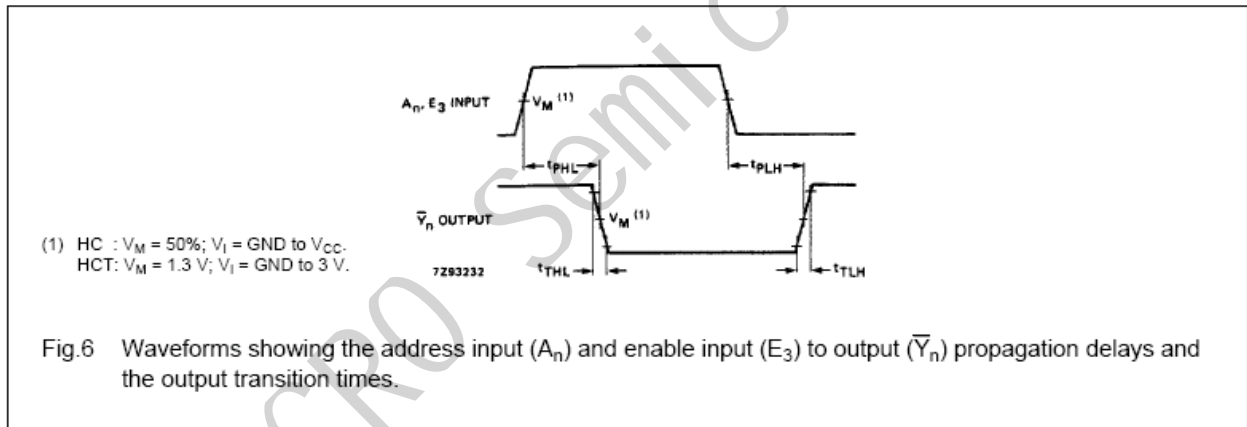 CRO Semi C
Aₙ, E₃ INPUT
V_M (1)
t_PHL
t_PLH
Y̅ₙ OUTPUT
V_M (1)
(1) HC : V_M = 50%; V_I = GND to V_CC.
HCT: V_M = 1.3 V; V_I = GND to 3 V.
7Z93232
t_THL
t_TLH
Fig.6 Waveforms showing the address input (Aₙ) and enable input (E₃) to output (Y̅ₙ) propagation delays and
the output transition times.